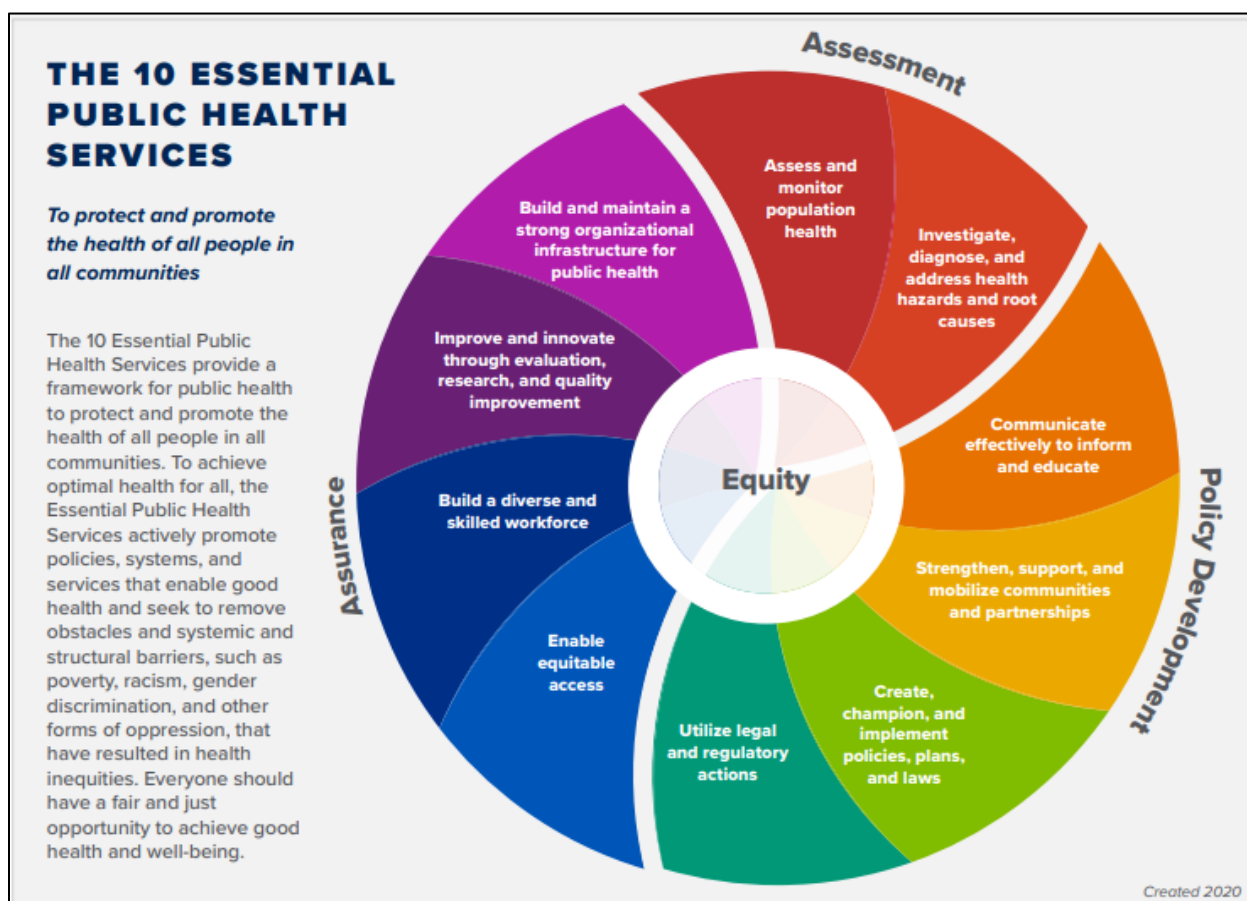 THE 10 ESSENTIAL
PUBLIC HEALTH
SERVICES
To protect and promote
the health of all people in
all communities
The 10 Essential Public
Health Services provide a
framework for public health
to protect and promote the
health of all people in all
communities. To achieve
optimal health for all, the
Essential Public Health
Services actively promote
policies, systems, and
services that enable good
health and seek to remove
obstacles and systemic and
structural barriers, such as
poverty, racism, gender
discrimination, and other
forms of oppression, that
have resulted in health
inequities. Everyone should
have a fair and just
opportunity to achieve good
health and well-being.
Assessment
Assess and
monitor
population
health
Investigate,
diagnose, and
address health
hazards and root
causes
Policy Development
Communicate
effectively to inform
and educate
Strengthen, support, and
mobilize communities
and partnerships
Create,
champion, and
implement
policies, plans,
and laws
Utilize legal
and regulatory
actions
Assurance
Enable
equitable
access
Build a diverse and
skilled workforce
Improve and innovate
through evaluation,
research, and quality
improvement
Build and maintain a
strong organizational
infrastructure for
public health
Equity
Created 2020